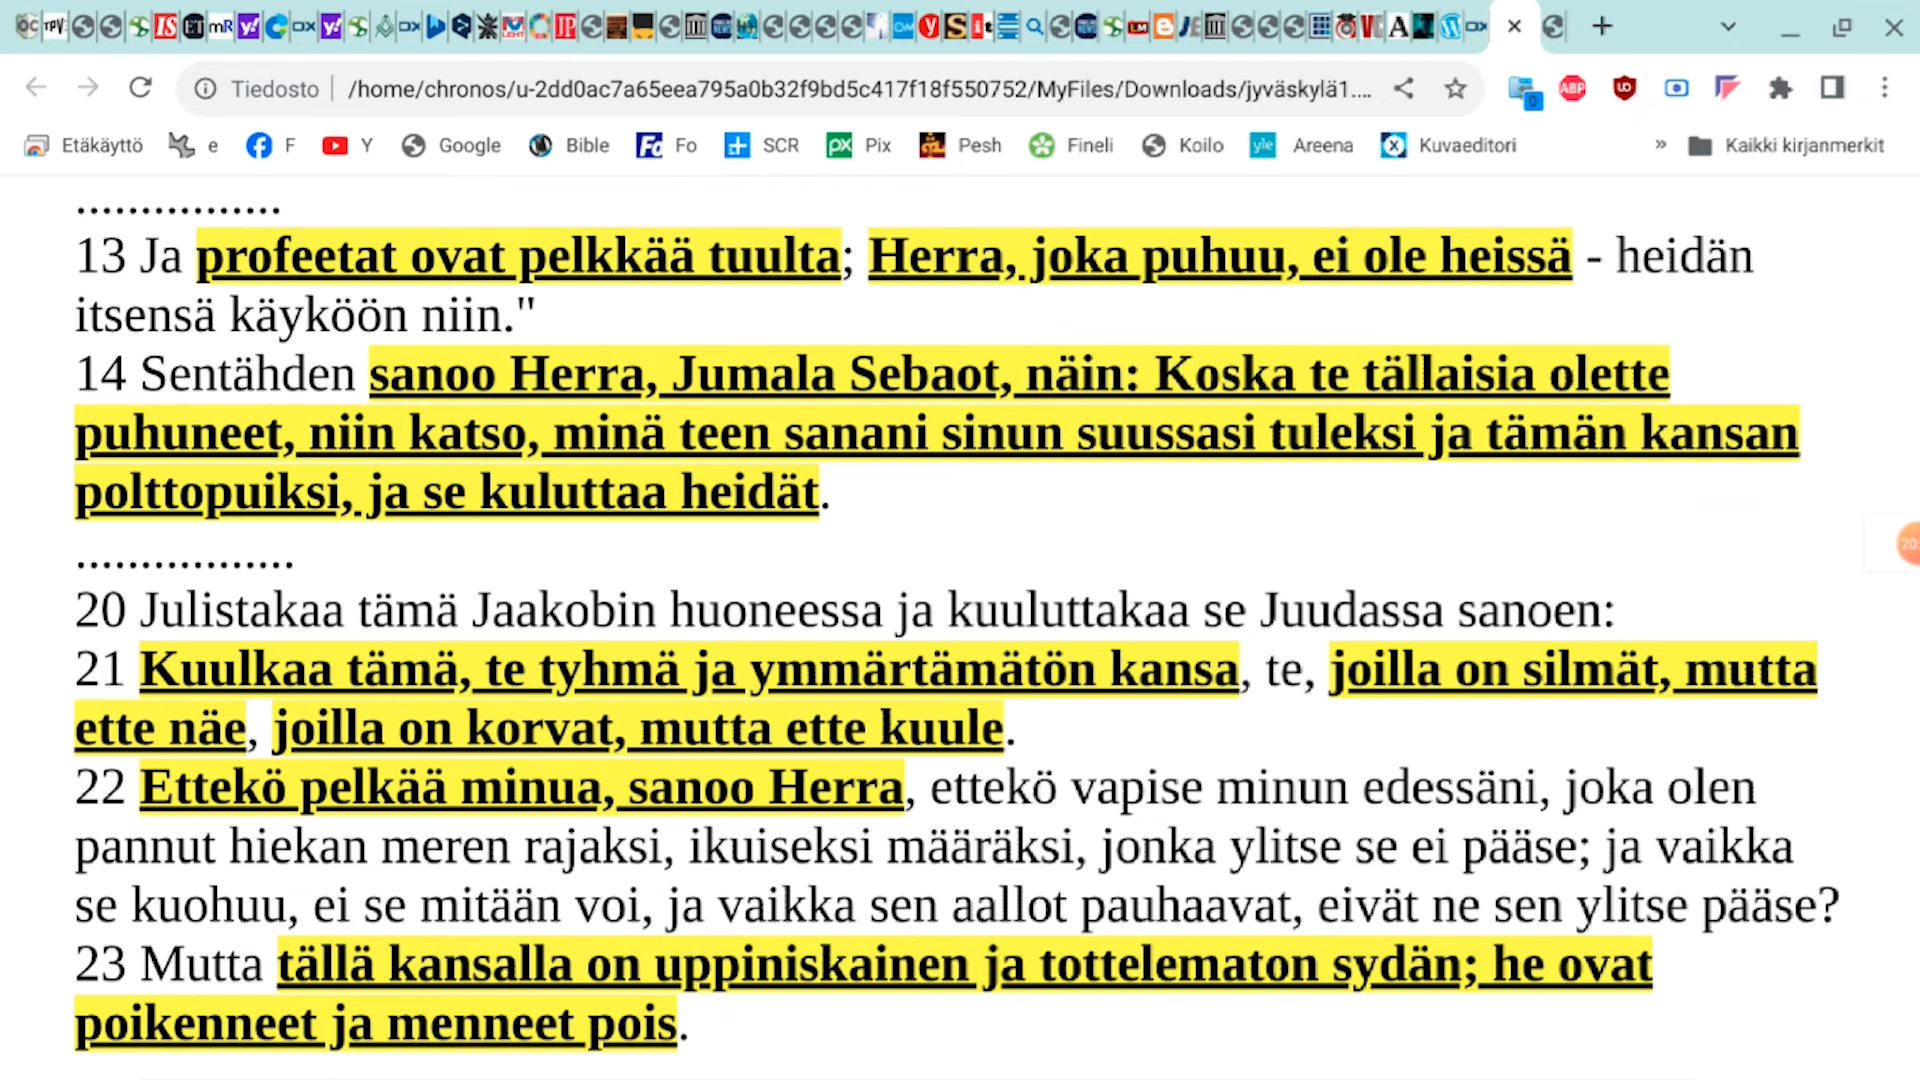 Tiedosto /home/chronos/u-2dd0ac7a65eea795a0b32f9bd5c417f18f550752/MyFiles/Downloads/jyväskylä1....
Etäkäyttö e F Y Google Bible Fo SCR Pix Pesh Fineli Koilo Areena Kuvaeditori » Kaikki kirjanmerkit
................
13 Ja profeetat ovat pelkkää tuulta; Herra, joka puhuu, ei ole heissä - heidän
itsensä käyköön niin."
14 Sentähden sanoo Herra, Jumala Sebaot, näin: Koska te tällaisia olette
puhuneet, niin katso, minä teen sanani sinun suussasi tuleksi ja tämän kansan
polttopuiksi, ja se kuluttaa heidät.
.................
20 Julistakaa tämä Jaakobin huoneessa ja kuuluttakaa se Juudassa sanoen:
21 Kuulkaa tämä, te tyhmä ja ymmärtämätön kansa, te, joilla on silmät, mutta
ette näe, joilla on korvat, mutta ette kuule.
22 Ettekö pelkää minua, sanoo Herra, ettekö vapise minun edessäni, joka olen
pannut hiekan meren rajaksi, ikuiseksi määräksi, jonka ylitse se ei pääse; ja vaikka
se kuohuu, ei se mitään voi, ja vaikka sen aallot pauhaavat, eivät ne sen ylitse pääse?
23 Mutta tällä kansalla on uppiniskainen ja tottelematon sydän; he ovat
poikenneet ja menneet pois.